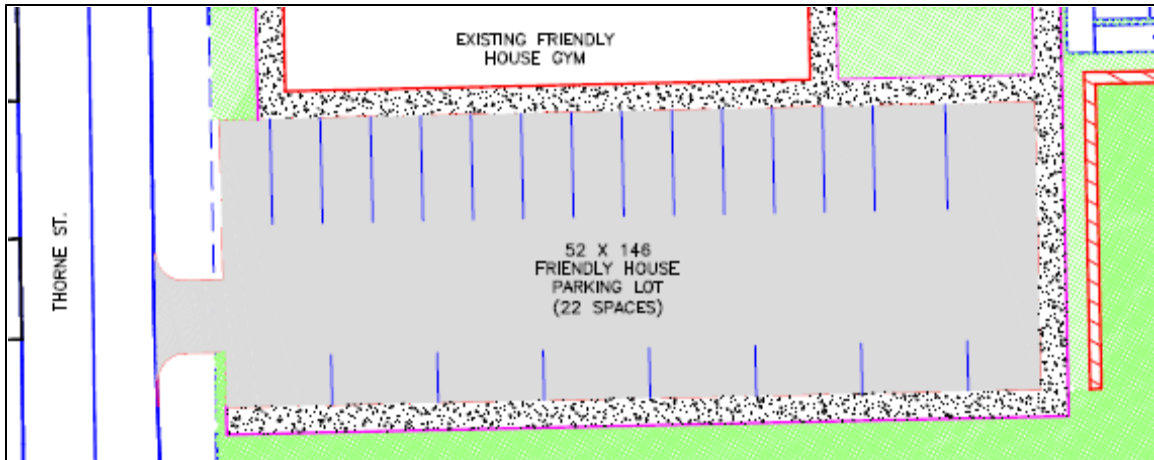 EXISTING FRIENDLY
HOUSE GYM
THORNE ST.
52 X 146
FRIENDLY HOUSE
PARKING LOT
(22 SPACES)